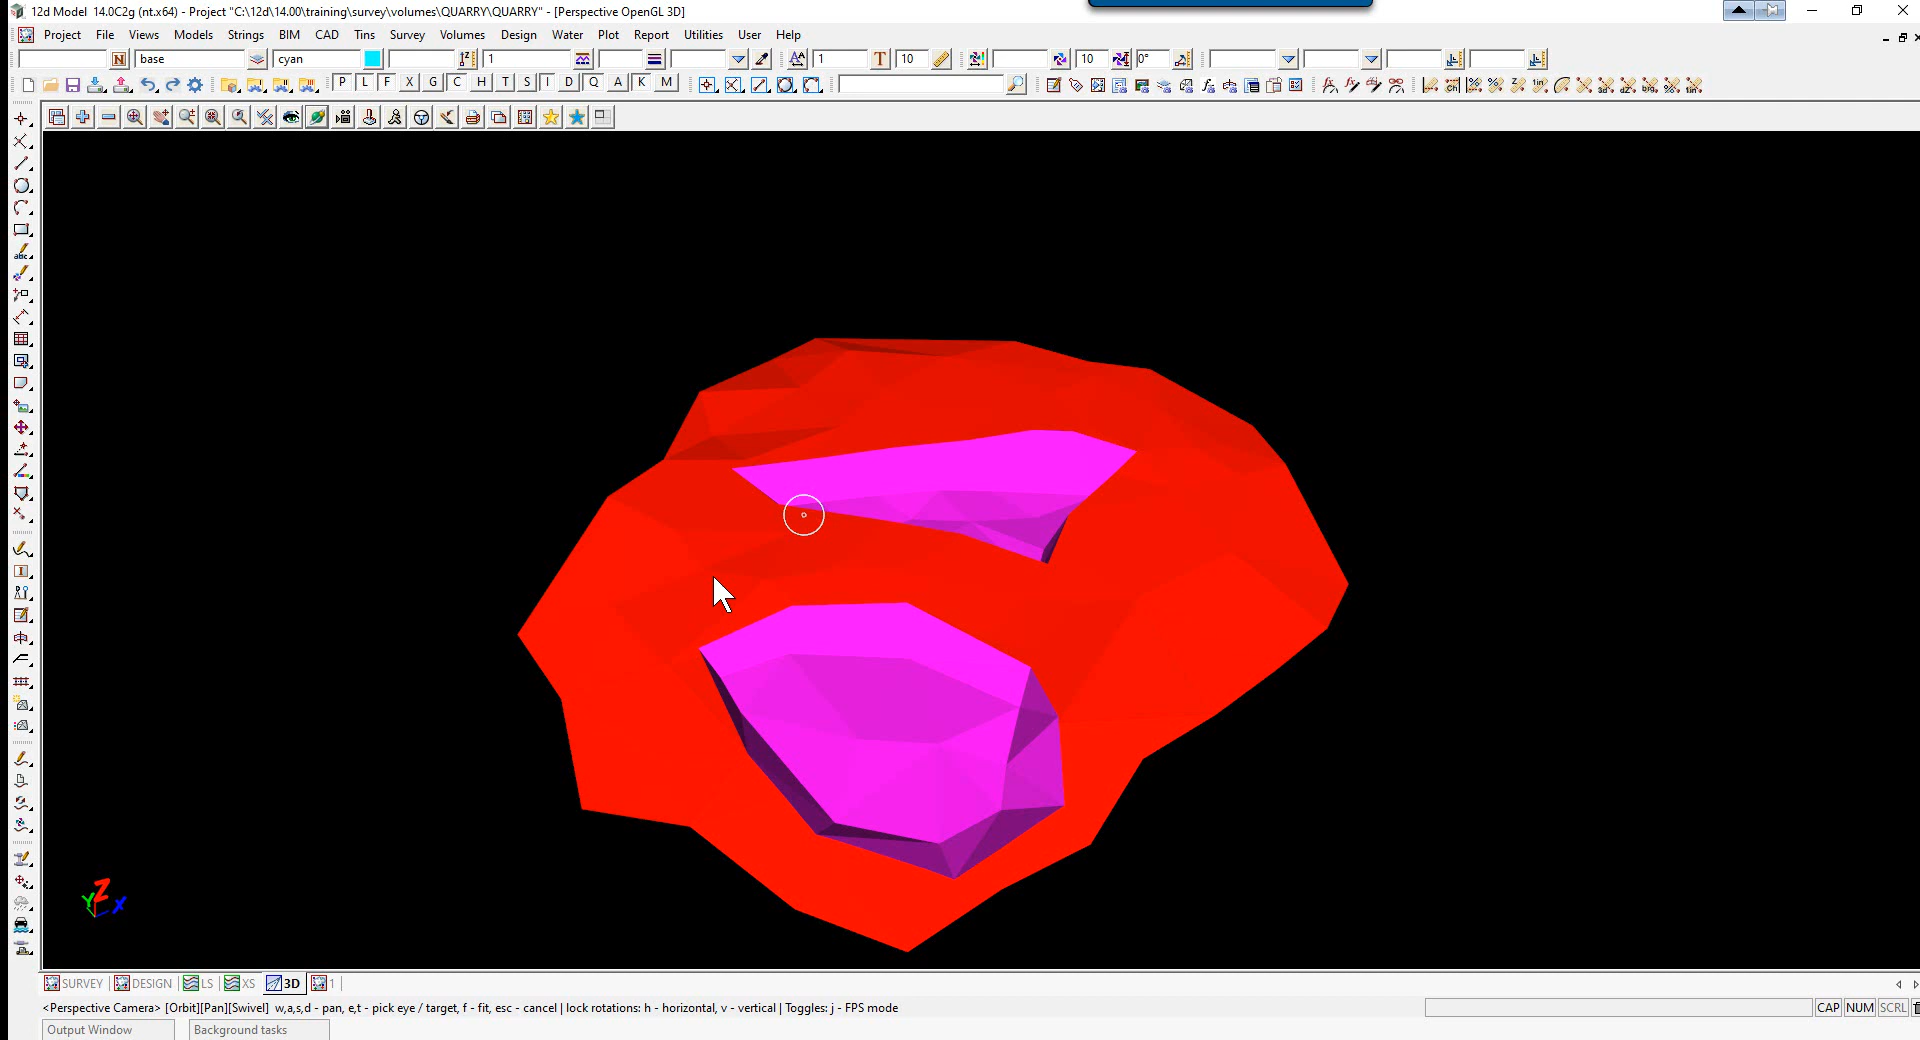 12d Model 14.0C2g (nt.x64) - Project "C:\12d\14.00\training\survey\volumes\QUARRY\QUARRY" - [Perspective OpenGL 3D]
Project File Views Models Strings BIM CAD Tins Survey Volumes Design Water Plot Report Utilities User Help
N base cyan 1 1 T 10 10 0°
P L F X G C H T S I D Q A K M
abc
Z
Y X
SURVEY DESIGN LS XS 3D 1
<Perspective Camera> [Orbit][Pan][Swivel] w,a,s,d - pan, e,t - pick eye / target, f - fit, esc - cancel | lock rotations: h - horizontal, v - vertical | Toggles: j - FPS mode
CAP NUM SCRL
Output Window Background tasks